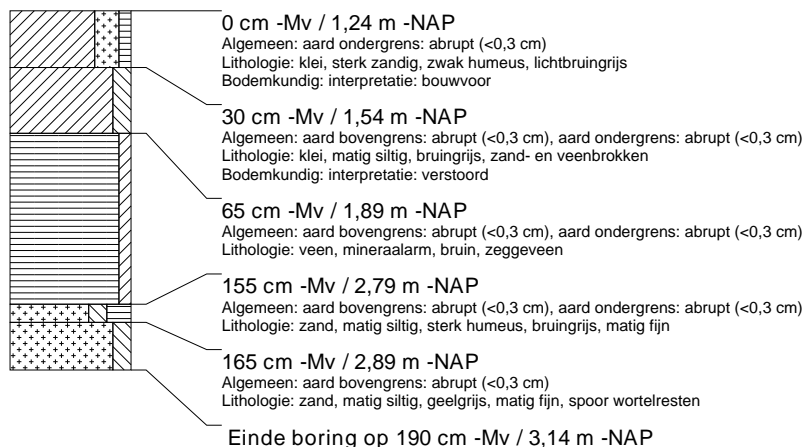 0 cm -Mv / 1,24 m -NAP
Algemeen: aard ondergrens: abrupt (<0,3 cm)
Lithologie: klei, sterk zandig, zwak humeus, lichtbruingrijs
Bodemkundig: interpretatie: bouwvoor
30 cm -Mv / 1,54 m -NAP
Algemeen: aard bovengrens: abrupt (<0,3 cm), aard ondergrens: abrupt (<0,3 cm)
Lithologie: klei, matig siltig, bruingrijs, zand- en veenbrokken
Bodemkundig: interpretatie: verstoord
65 cm -Mv / 1,89 m -NAP
Algemeen: aard bovengrens: abrupt (<0,3 cm), aard ondergrens: abrupt (<0,3 cm)
Lithologie: veen, mineraalarm, bruin, zeggeveen
155 cm -Mv / 2,79 m -NAP
Algemeen: aard bovengrens: abrupt (<0,3 cm), aard ondergrens: abrupt (<0,3 cm)
Lithologie: zand, matig siltig, sterk humeus, bruingrijs, matig fijn
165 cm -Mv / 2,89 m -NAP
Algemeen: aard bovengrens: abrupt (<0,3 cm)
Lithologie: zand, matig siltig, geelgrijs, matig fijn, spoor wortelresten
Einde boring op 190 cm -Mv / 3,14 m -NAP